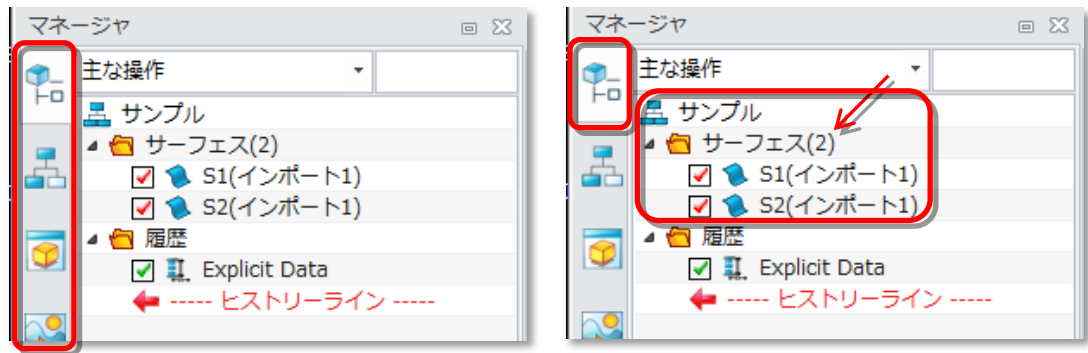 マネージャ
主な操作
サンプル
サーフェス(2)
S1(インポート1)
S2(インポート1)
履歴
Explicit Data
----- ヒストリーライン -----
マネージャ
主な操作
サンプル
サーフェス(2)
S1(インポート1)
S2(インポート1)
履歴
Explicit Data
----- ヒストリーライン -----